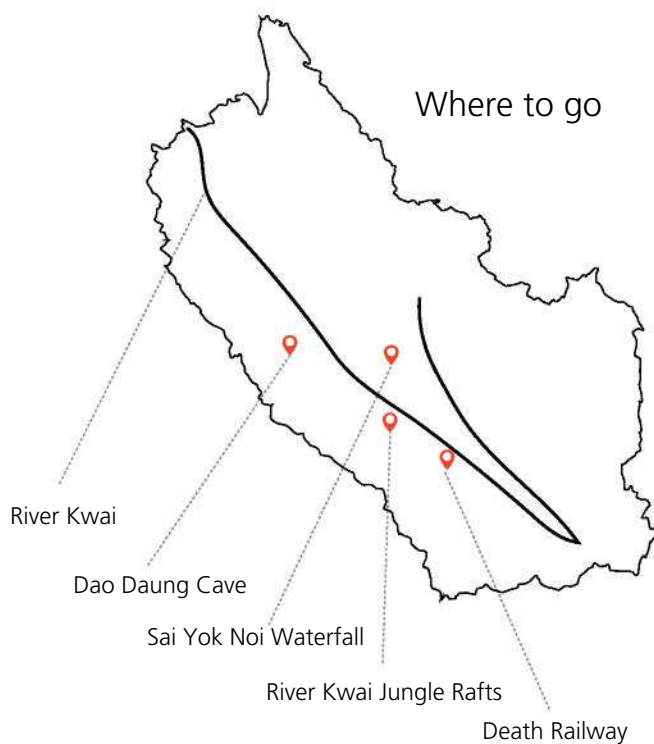 Where to go
River Kwai
Dao Daung Cave
Sai Yok Noi Waterfall
River Kwai Jungle Rafts
Death Railway